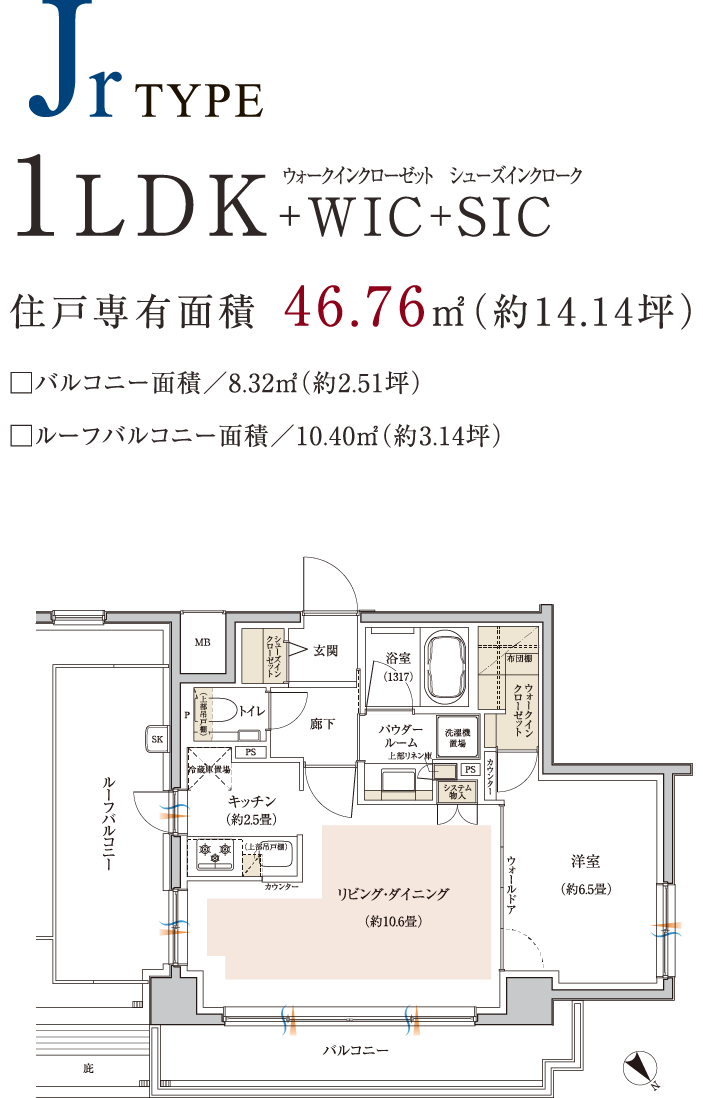 Jr TYPE
ウォークインクローゼット シューズインクローク
1LDK+WIC+SIC
住戸専有面積 46.76㎡(約14.14坪)
□バルコニー面積／8.32㎡(約2.51坪)
□ルーフバルコニー面積／10.40㎡(約3.14坪)
MB
シューズイン
クローゼット
玄関
浴室
(1317)
布団棚
ウォークイン
クローゼット
P
(上部吊戸棚)
トイレ
廊下
パウダー
ルーム
上部リネン庫
洗濯機
置場
SK
PS
PS
カウンター
冷蔵庫置場
システム
物入
ルーフバルコニー
キッチン
(約2.5畳)
(上部吊戸棚)
カウンター
リビング・ダイニング
(約10.6畳)
ウォールドア
洋室
(約6.5畳)
バルコニー
庇
N